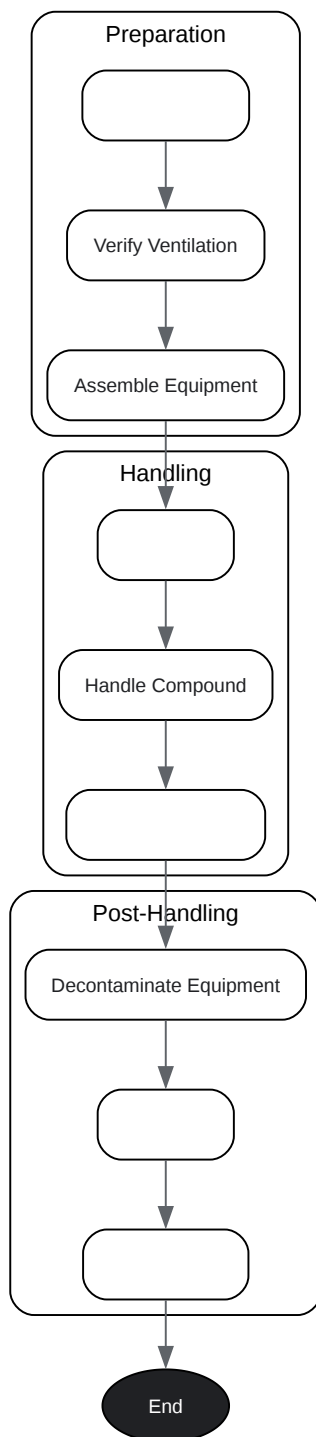 Preparation
Verify Ventilation
Assemble Equipment
Handling
Handle Compound
Post-Handling
Decontaminate Equipment
End